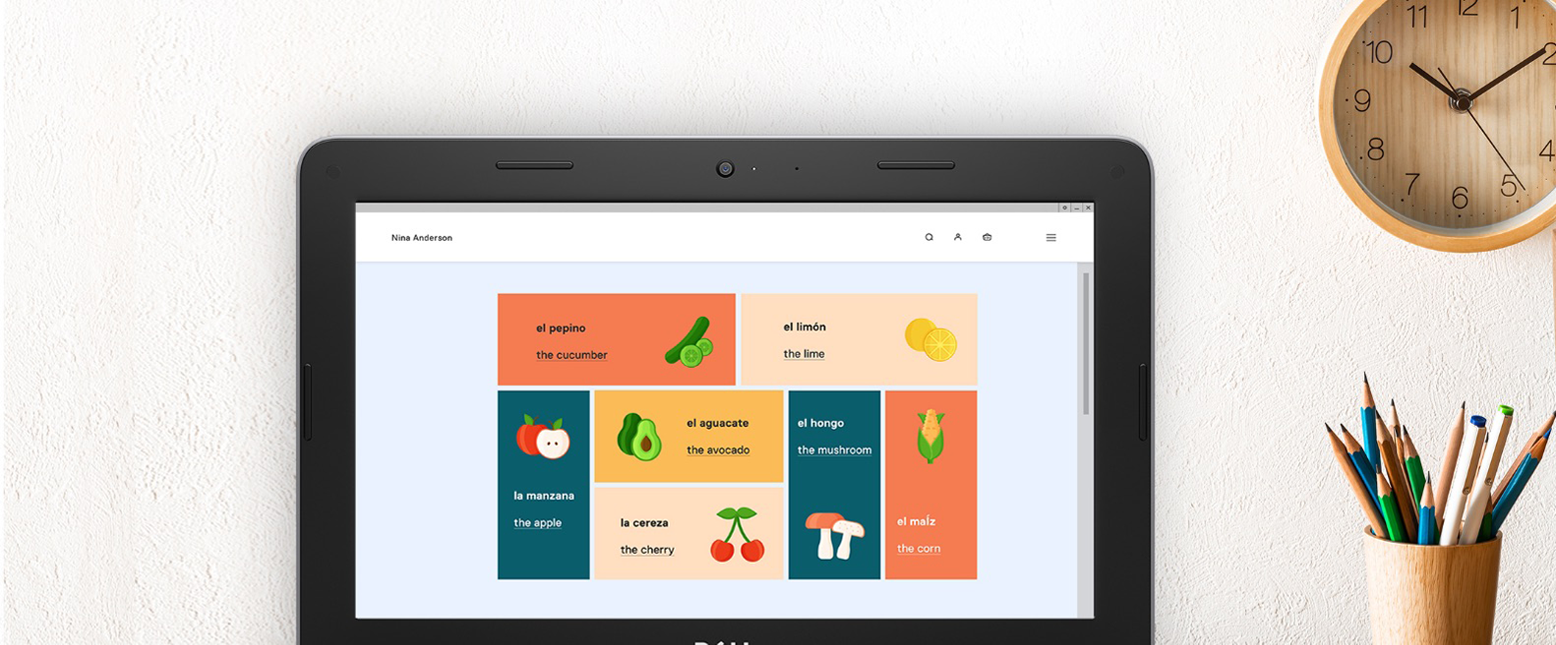 Nina Anderson
el pepino
the cucumber
el limón
the lime
la manzana
the apple
el aguacate
the avocado
la cereza
the cherry
el hongo
the mushroom
el maÍz
the corn
11
12
1
10
2
9
8
4
7
6
5